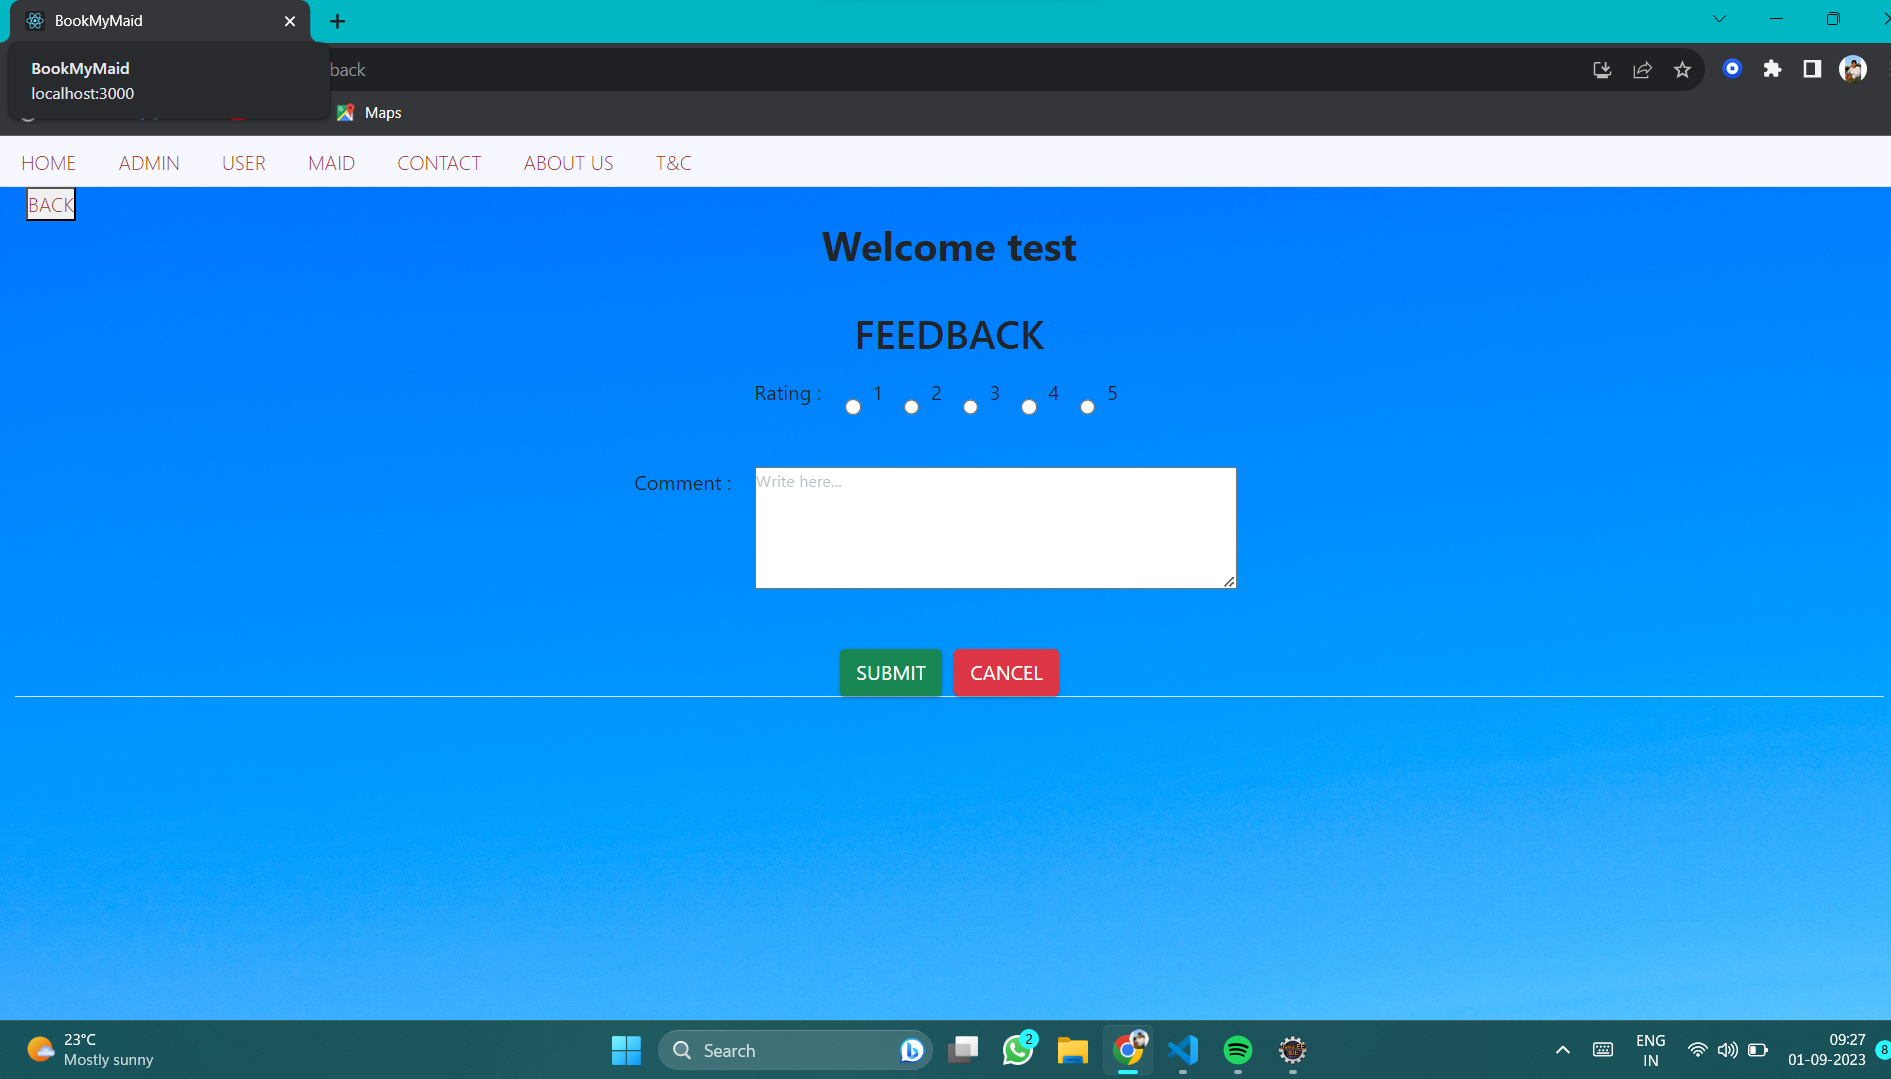 BookMyMaid
BookMyMaid
localhost:3000
back
Maps
HOME ADMIN USER MAID CONTACT ABOUT US T&C
BACK
Welcome test
FEEDBACK
Rating : 1 2 3 4 5
Comment : Write here...
SUBMIT CANCEL
23°C
Mostly sunny
Search
2
ENG
IN
09:27
01-09-2023
8